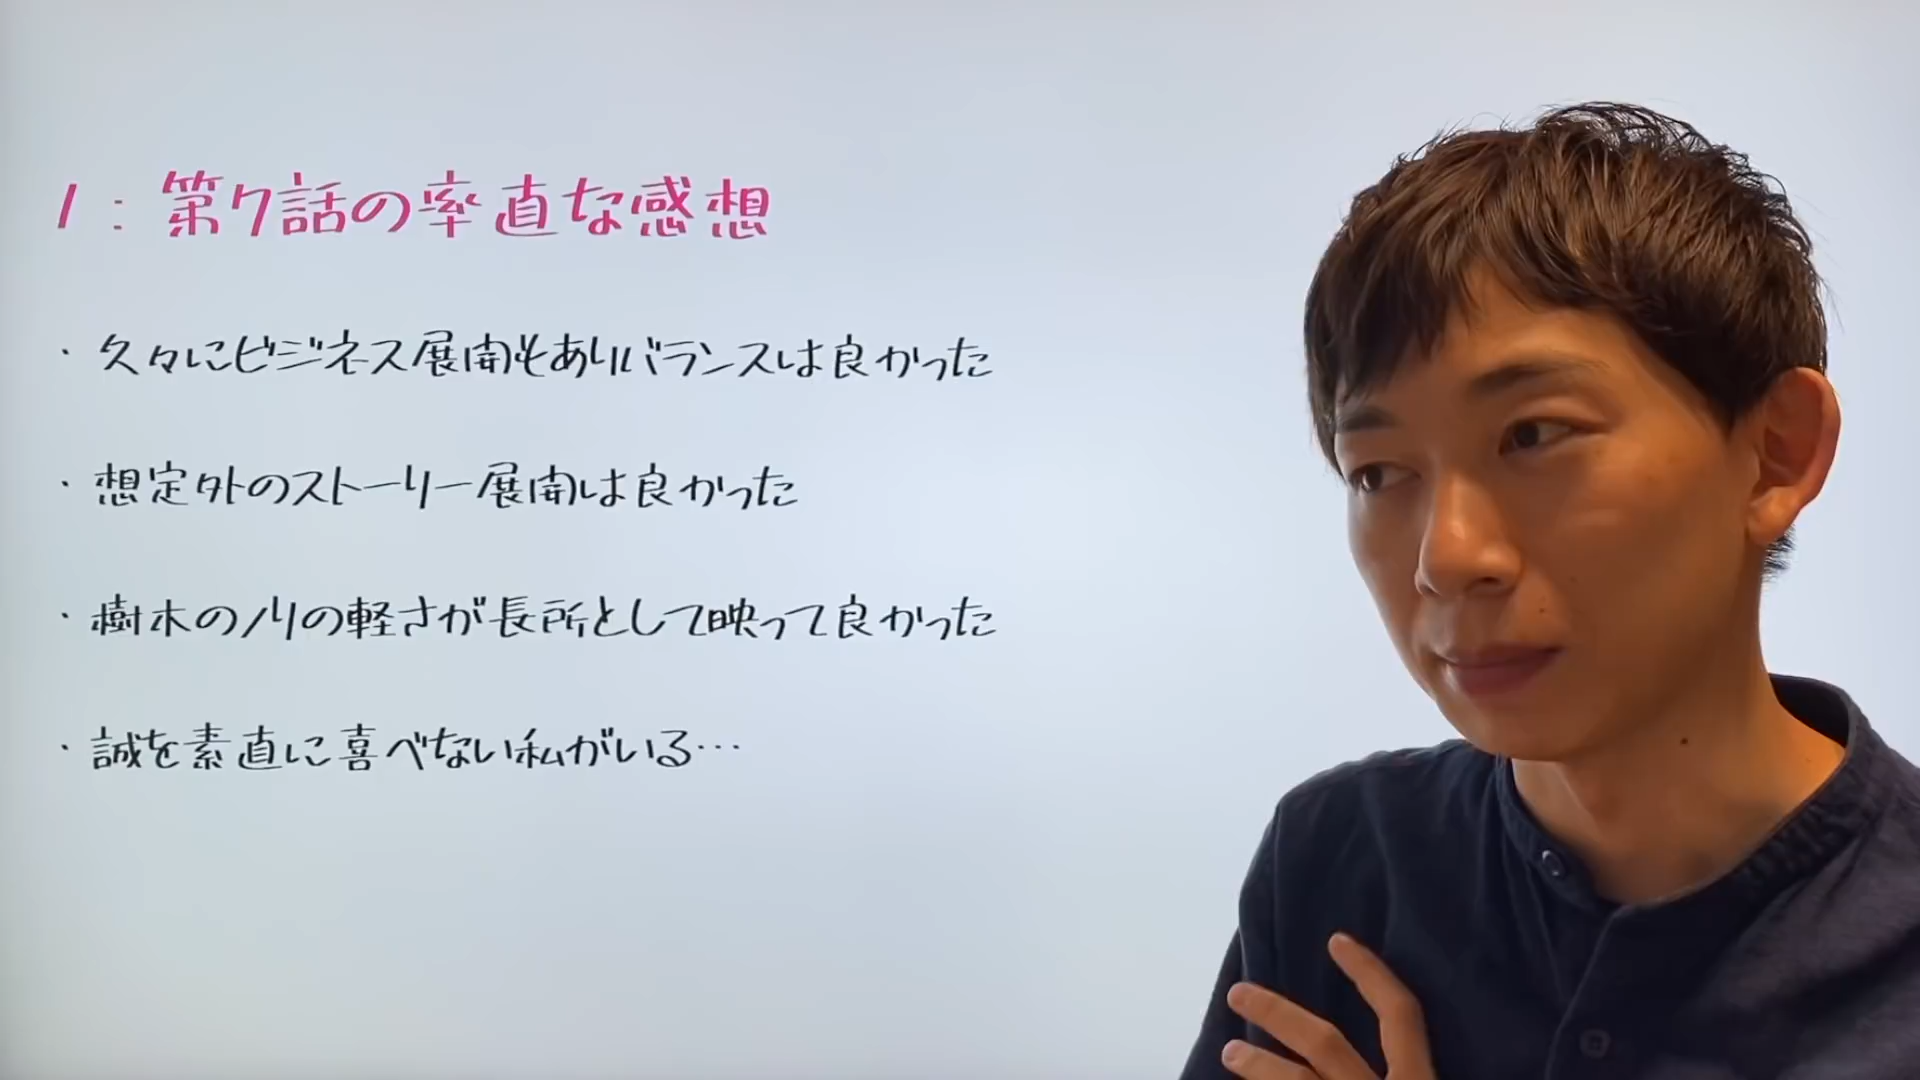 1：第7話の率直な感想
・久々にビジネス展開もありバランスは良かった
・想定外のストーリー展開は良かった
・樹木のノリの軽さが長所として映って良かった
・誠を素直に喜べない私がいる…